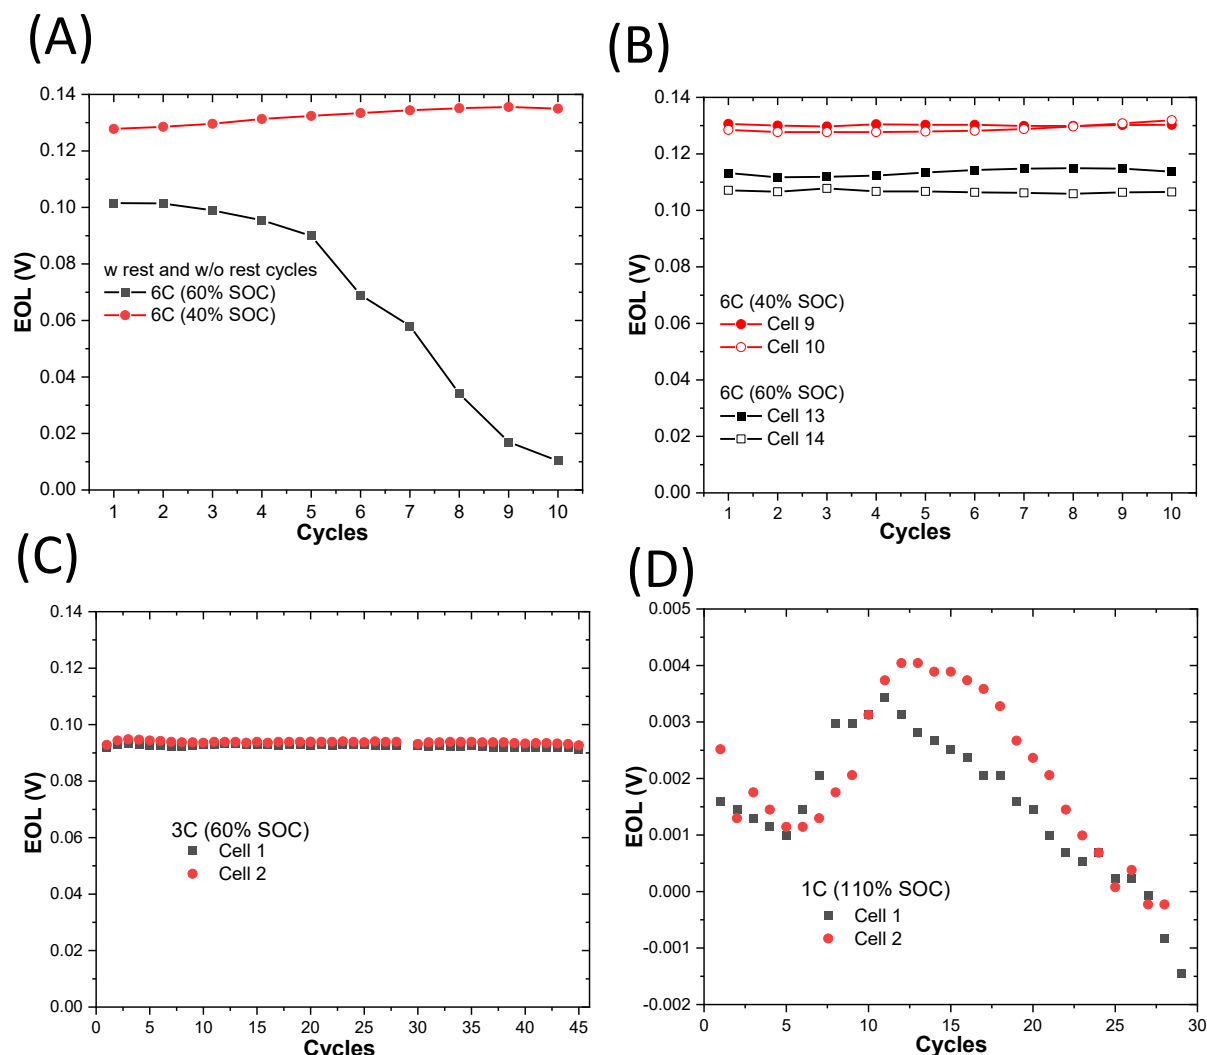 (A)
0.14
0.12
0.10
0.08
0.06
0.04
0.02
0.00
EOL (V)
w rest and w/o rest cycles
6C (60% SOC)
6C (40% SOC)
1 2 3 4 5 6 7 8 9 10
Cycles
(B)
0.14
0.12
0.10
0.08
0.06
0.04
0.02
0.00
EOL (V)
6C (40% SOC)
Cell 9
Cell 10
6C (60% SOC)
Cell 13
Cell 14
1 2 3 4 5 6 7 8 9 10
Cycles
(C)
0.14
0.12
0.10
0.08
0.06
0.04
0.02
0.00
EOL (V)
3C (60% SOC)
Cell 1
Cell 2
0 5 10 15 20 25 30 35 40 45
Cycles
(D)
0.005
0.004
0.003
0.002
0.001
0.000
-0.001
-0.002
EOL (V)
1C (110% SOC)
Cell 1
Cell 2
0 5 10 15 20 25 30
Cycles